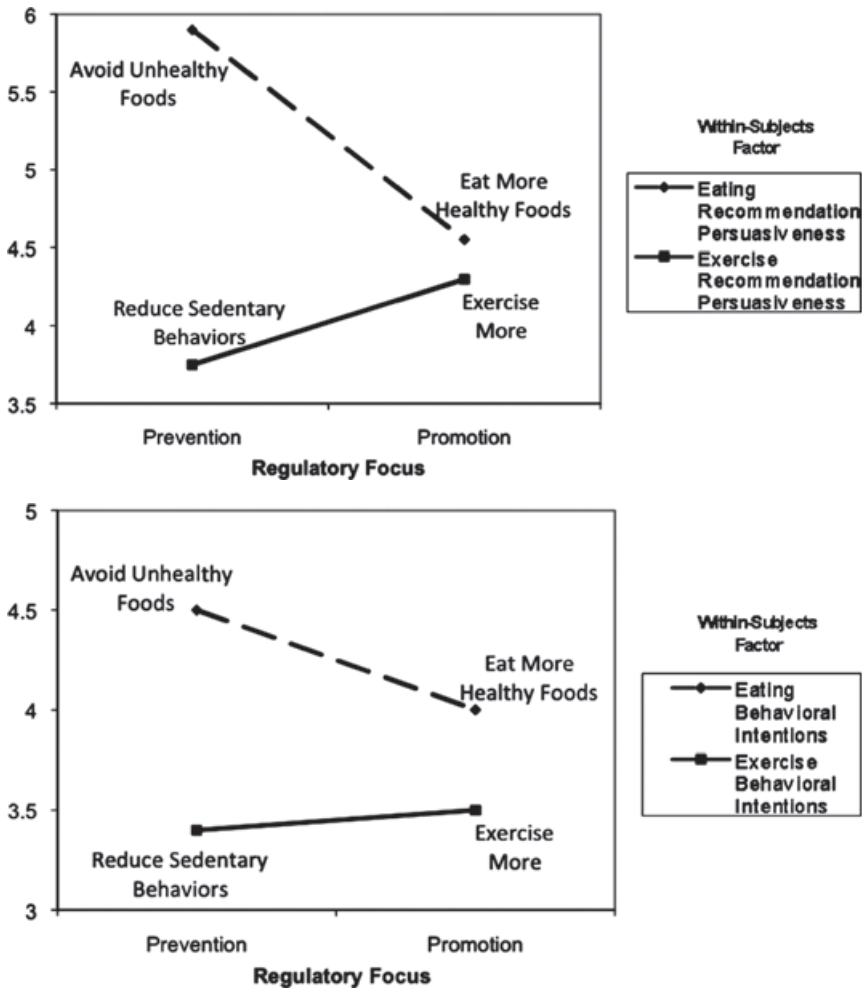 6
Avoid Unhealthy
Foods
5.5
Within-Subjects
Factor
5
Eat More
Healthy Foods
Eating
Recommendation
Persuasiveness
4.5
Exercise
Recommendation
Persuasiveness
Reduce Sedentary
Behaviors
Exercise
More
4
3.5
Prevention
Promotion
Regulatory Focus
5
Avoid Unhealthy
Foods
4.5
Within-Subjects
Factor
Eat More
Healthy Foods
Eating
Behavioral
Intentions
4
Exercise
Behavioral
Intentions
3.5
Reduce Sedentary
Behaviors
Exercise
More
3
Prevention
Promotion
Regulatory Focus